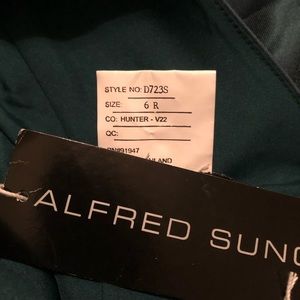 STYLE NO: D723S
SIZE: 6 R
CO: HUNTER - V22
QC:
ALFRED SUNG